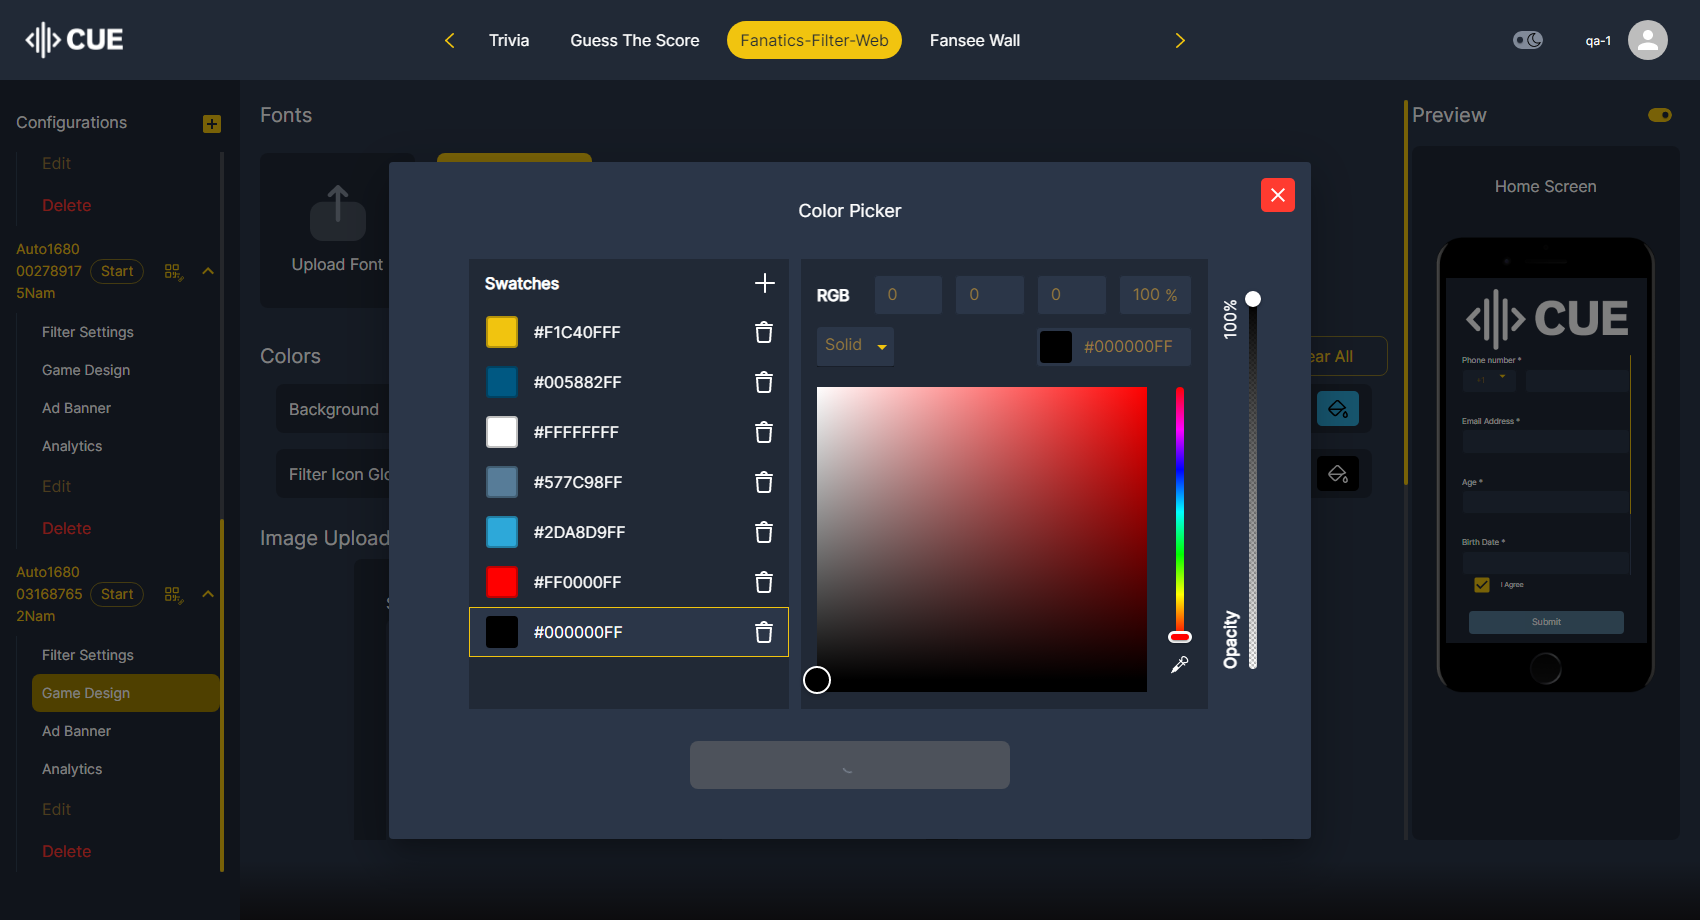 CUE
Trivia
Guess The Score
Fanatics-Filter-Web
Fansee Wall
qa-1
Configurations
Edit
Delete
Auto1680
00278917
5Nam
Start
Filter Settings
Game Design
Ad Banner
Analytics
Edit
Delete
Auto1680
03168765
2Nam
Start
Filter Settings
Game Design
Ad Banner
Analytics
Edit
Delete
Fonts
Upload Font
Colors
Background
Filter Icon Glo
Image Upload
ear All
Color Picker
Swatches
#F1C40FFF
#005882FF
#FFFFFFFF
#577C98FF
#2DA8D9FF
#FF0000FF
#000000FF
RGB
0
0
0
100 %
Solid
#000000FF
100%
Opacity
Preview
Home Screen
CUE
Phone number *
+1
Email Address *
Age *
Birth Date *
I Agree
Submit